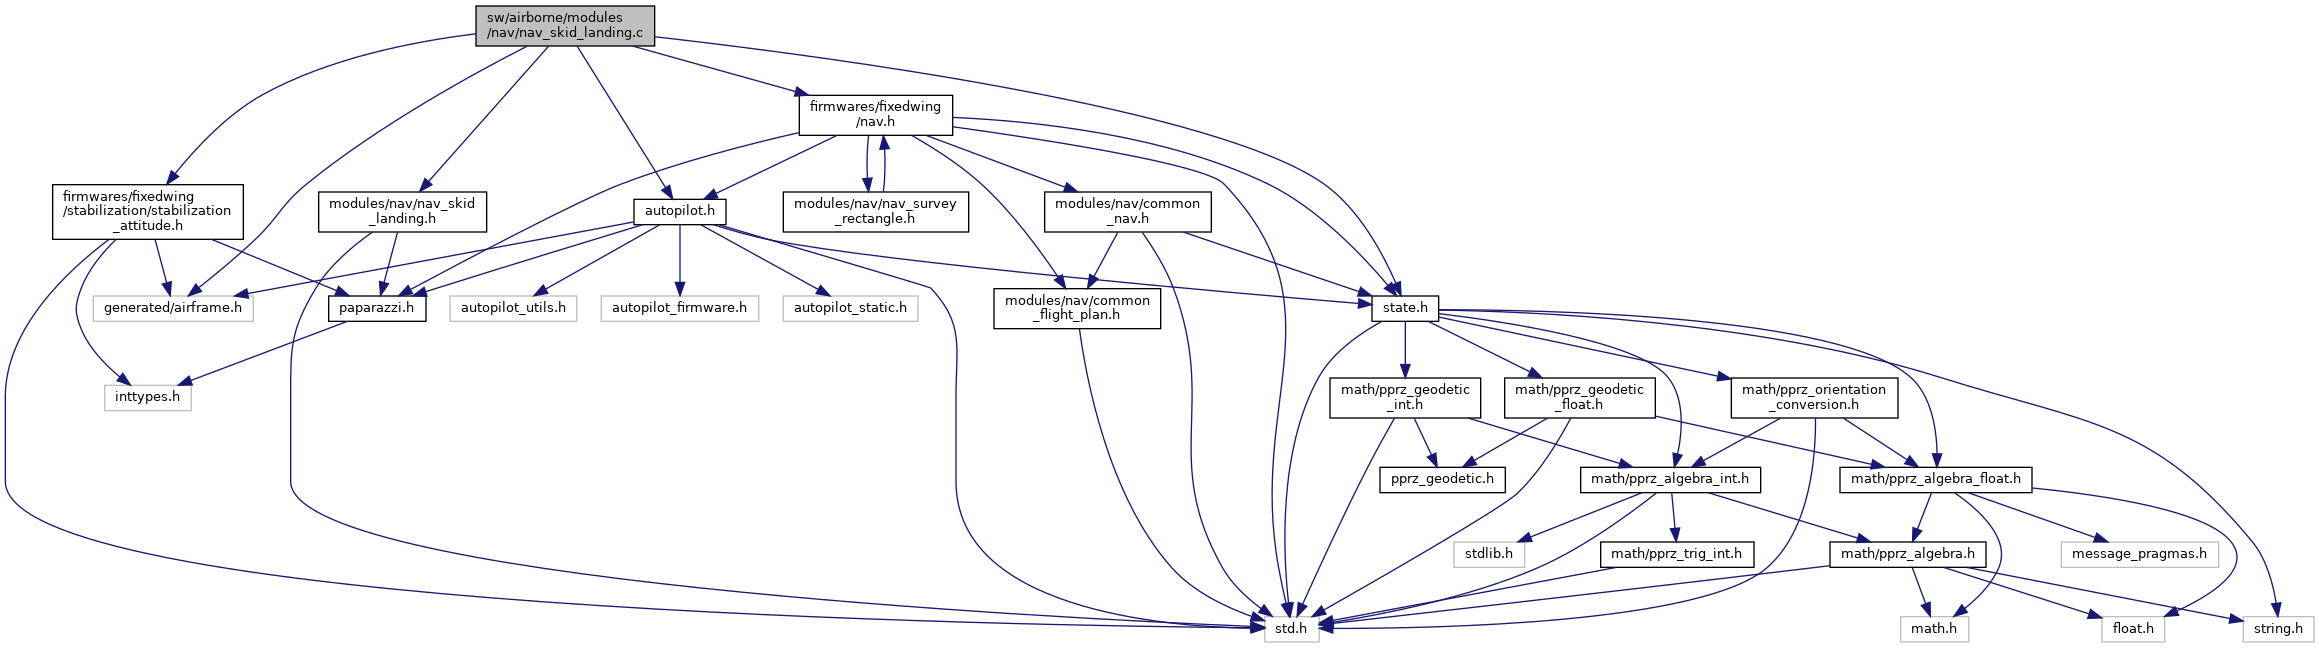 sw/airborne/modules
/nav/nav_skid_landing.c
firmwares/fixedwing
/nav.h
firmwares/fixedwing
/stabilization/stabilization
_attitude.h
modules/nav/nav_skid
_landing.h
autopilot.h
modules/nav/nav_survey
_rectangle.h
modules/nav/common
_nav.h
generated/airframe.h
paparazzi.h
autopilot_utils.h
autopilot_firmware.h
autopilot_static.h
modules/nav/common
_flight_plan.h
state.h
inttypes.h
math/pprz_geodetic
_int.h
math/pprz_geodetic
_float.h
math/pprz_orientation
_conversion.h
pprz_geodetic.h
math/pprz_algebra_int.h
math/pprz_algebra_float.h
stdlib.h
math/pprz_trig_int.h
math/pprz_algebra.h
message_pragmas.h
std.h
math.h
float.h
string.h